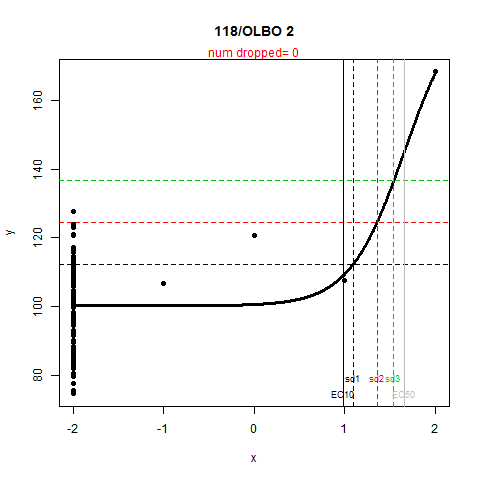 118/OLBO 2
num dropped= 0
160
140
120
100
80
y
sd1 sd2 sd3
EC10 EC50
-2 -1 0 1 2
x